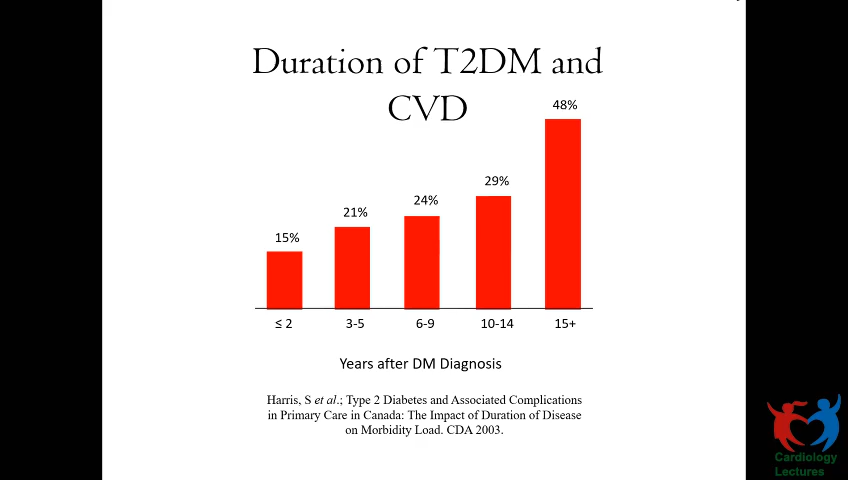 Duration of T2DM and
CVD
48%
29%
24%
21%
15%
≤ 2 3-5 6-9 10-14 15+
Years after DM Diagnosis
Harris, S et al.; Type 2 Diabetes and Associated Complications
in Primary Care in Canada: The Impact of Duration of Disease
on Morbidity Load. CDA 2003.
Cardiology
Lectures